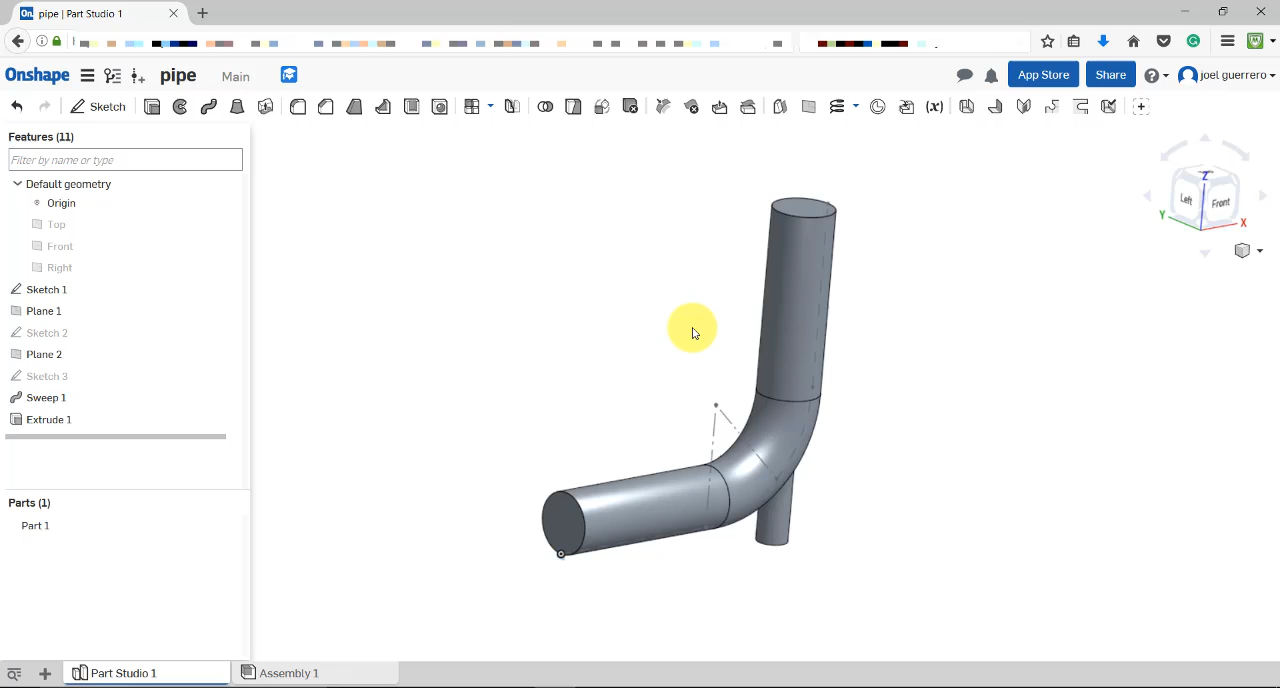 On pipe | Part Studio 1
Onshape pipe Main App Store Share joel guerrero
Sketch (x)
Features (11)
Filter by name or type
Default geometry
Origin
Top
Front
Right
Sketch 1
Plane 1
Sketch 2
Plane 2
Sketch 3
Sweep 1
Extrude 1
Parts (1)
Part 1
Z
Left Front
Y X
Part Studio 1 Assembly 1